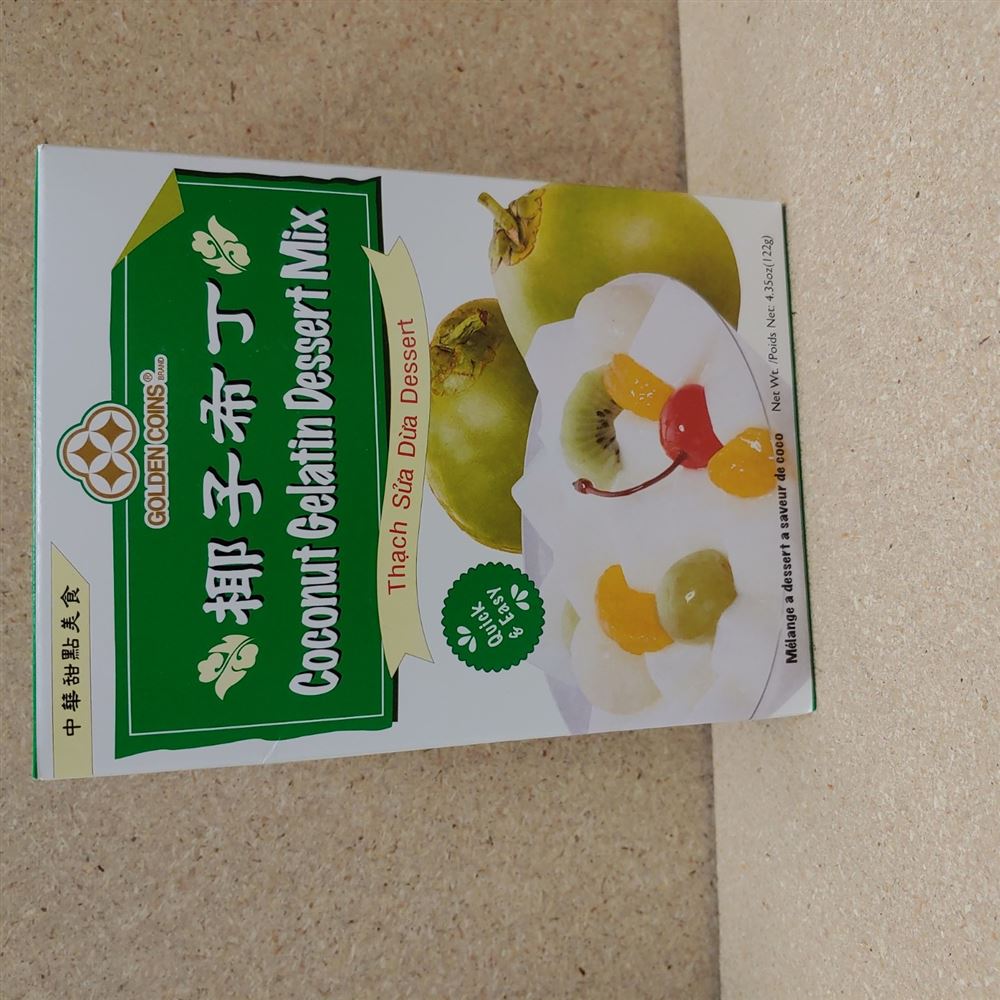 中華甜點美食
GOLDEN COINS®
BRAND
椰子布丁
Coconut Gelatin Dessert Mix
Thạch Sửa Dừa Dessert
Quick
& Easy
Net Wt. /Poids Net: 4.35oz(122g)
Mélange a dessert a saveur de coco